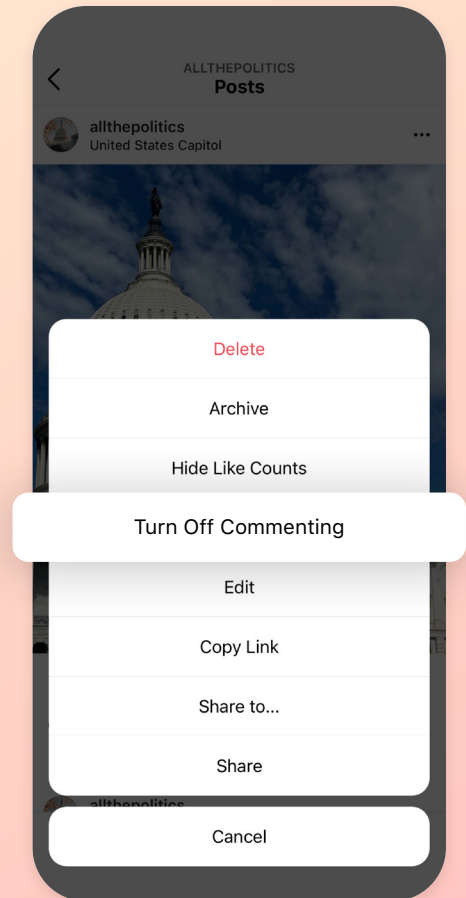 ALLTHEPOLITICS
Posts
allthepolitics
United States Capitol
Delete
Archive
Hide Like Counts
Turn Off Commenting
Edit
Copy Link
Share to...
Share
allthepolitics
Cancel